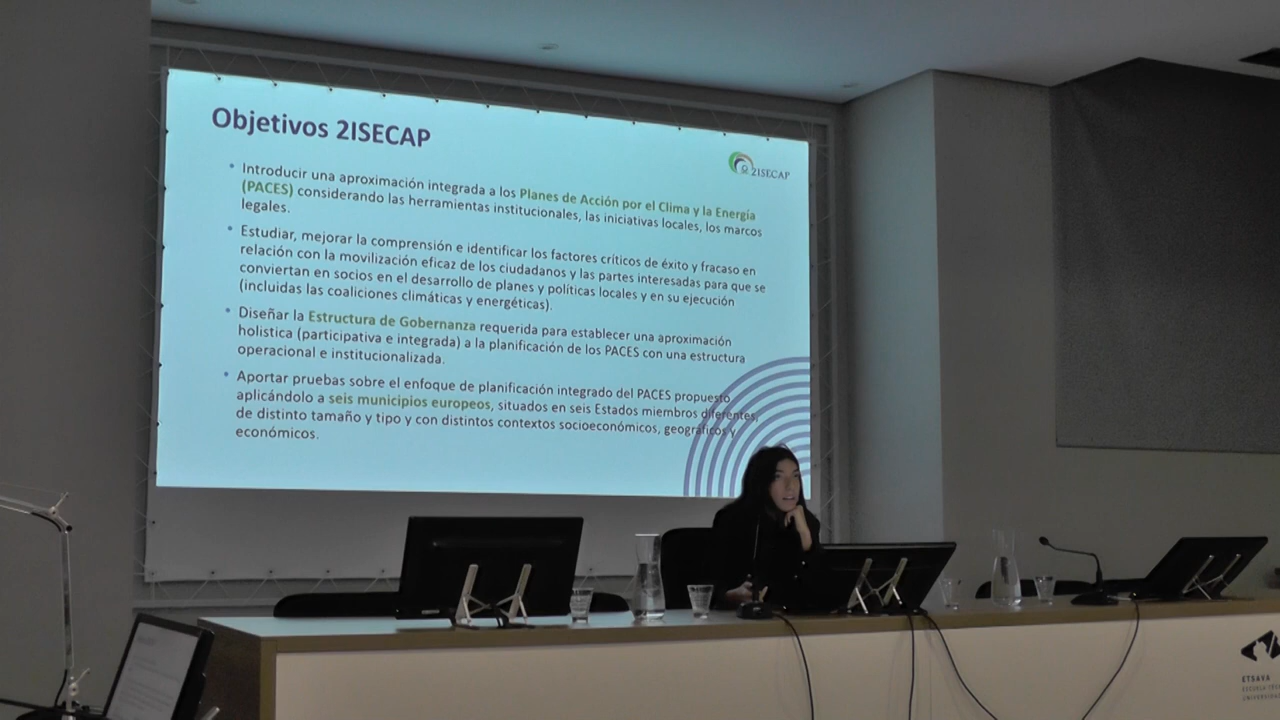 Objetivos 2ISECAP
2ISECAP
• Introducir una aproximación integrada a los Planes de Acción por el Clima y la Energía
(PACES) considerando las herramientas institucionales, las iniciativas locales, los marcos
legales.
• Estudiar, mejorar la comprensión e identificar los factores críticos de éxito y fracaso en
relación con la movilización eficaz de los ciudadanos y las partes interesadas para que se
conviertan en socios en el desarrollo de planes y políticas locales y en su ejecución
(incluidas las coaliciones climáticas y energéticas).
• Diseñar la Estructura de Gobernanza requerida para establecer una aproximación
holistica (participativa e integrada) a la planificación de los PACES con una estructura
operacional e institucionalizada.
• Aportar pruebas sobre el enfoque de planificación integrado del PACES propuesto
aplicándolo a seis municipios europeos, situados en seis Estados miembros diferentes,
de distinto tamaño y tipo y con distintos contextos socioeconómicos, geográficos y
económicos.
ETSAVA
ESCUELA
UNIVERSIDAD